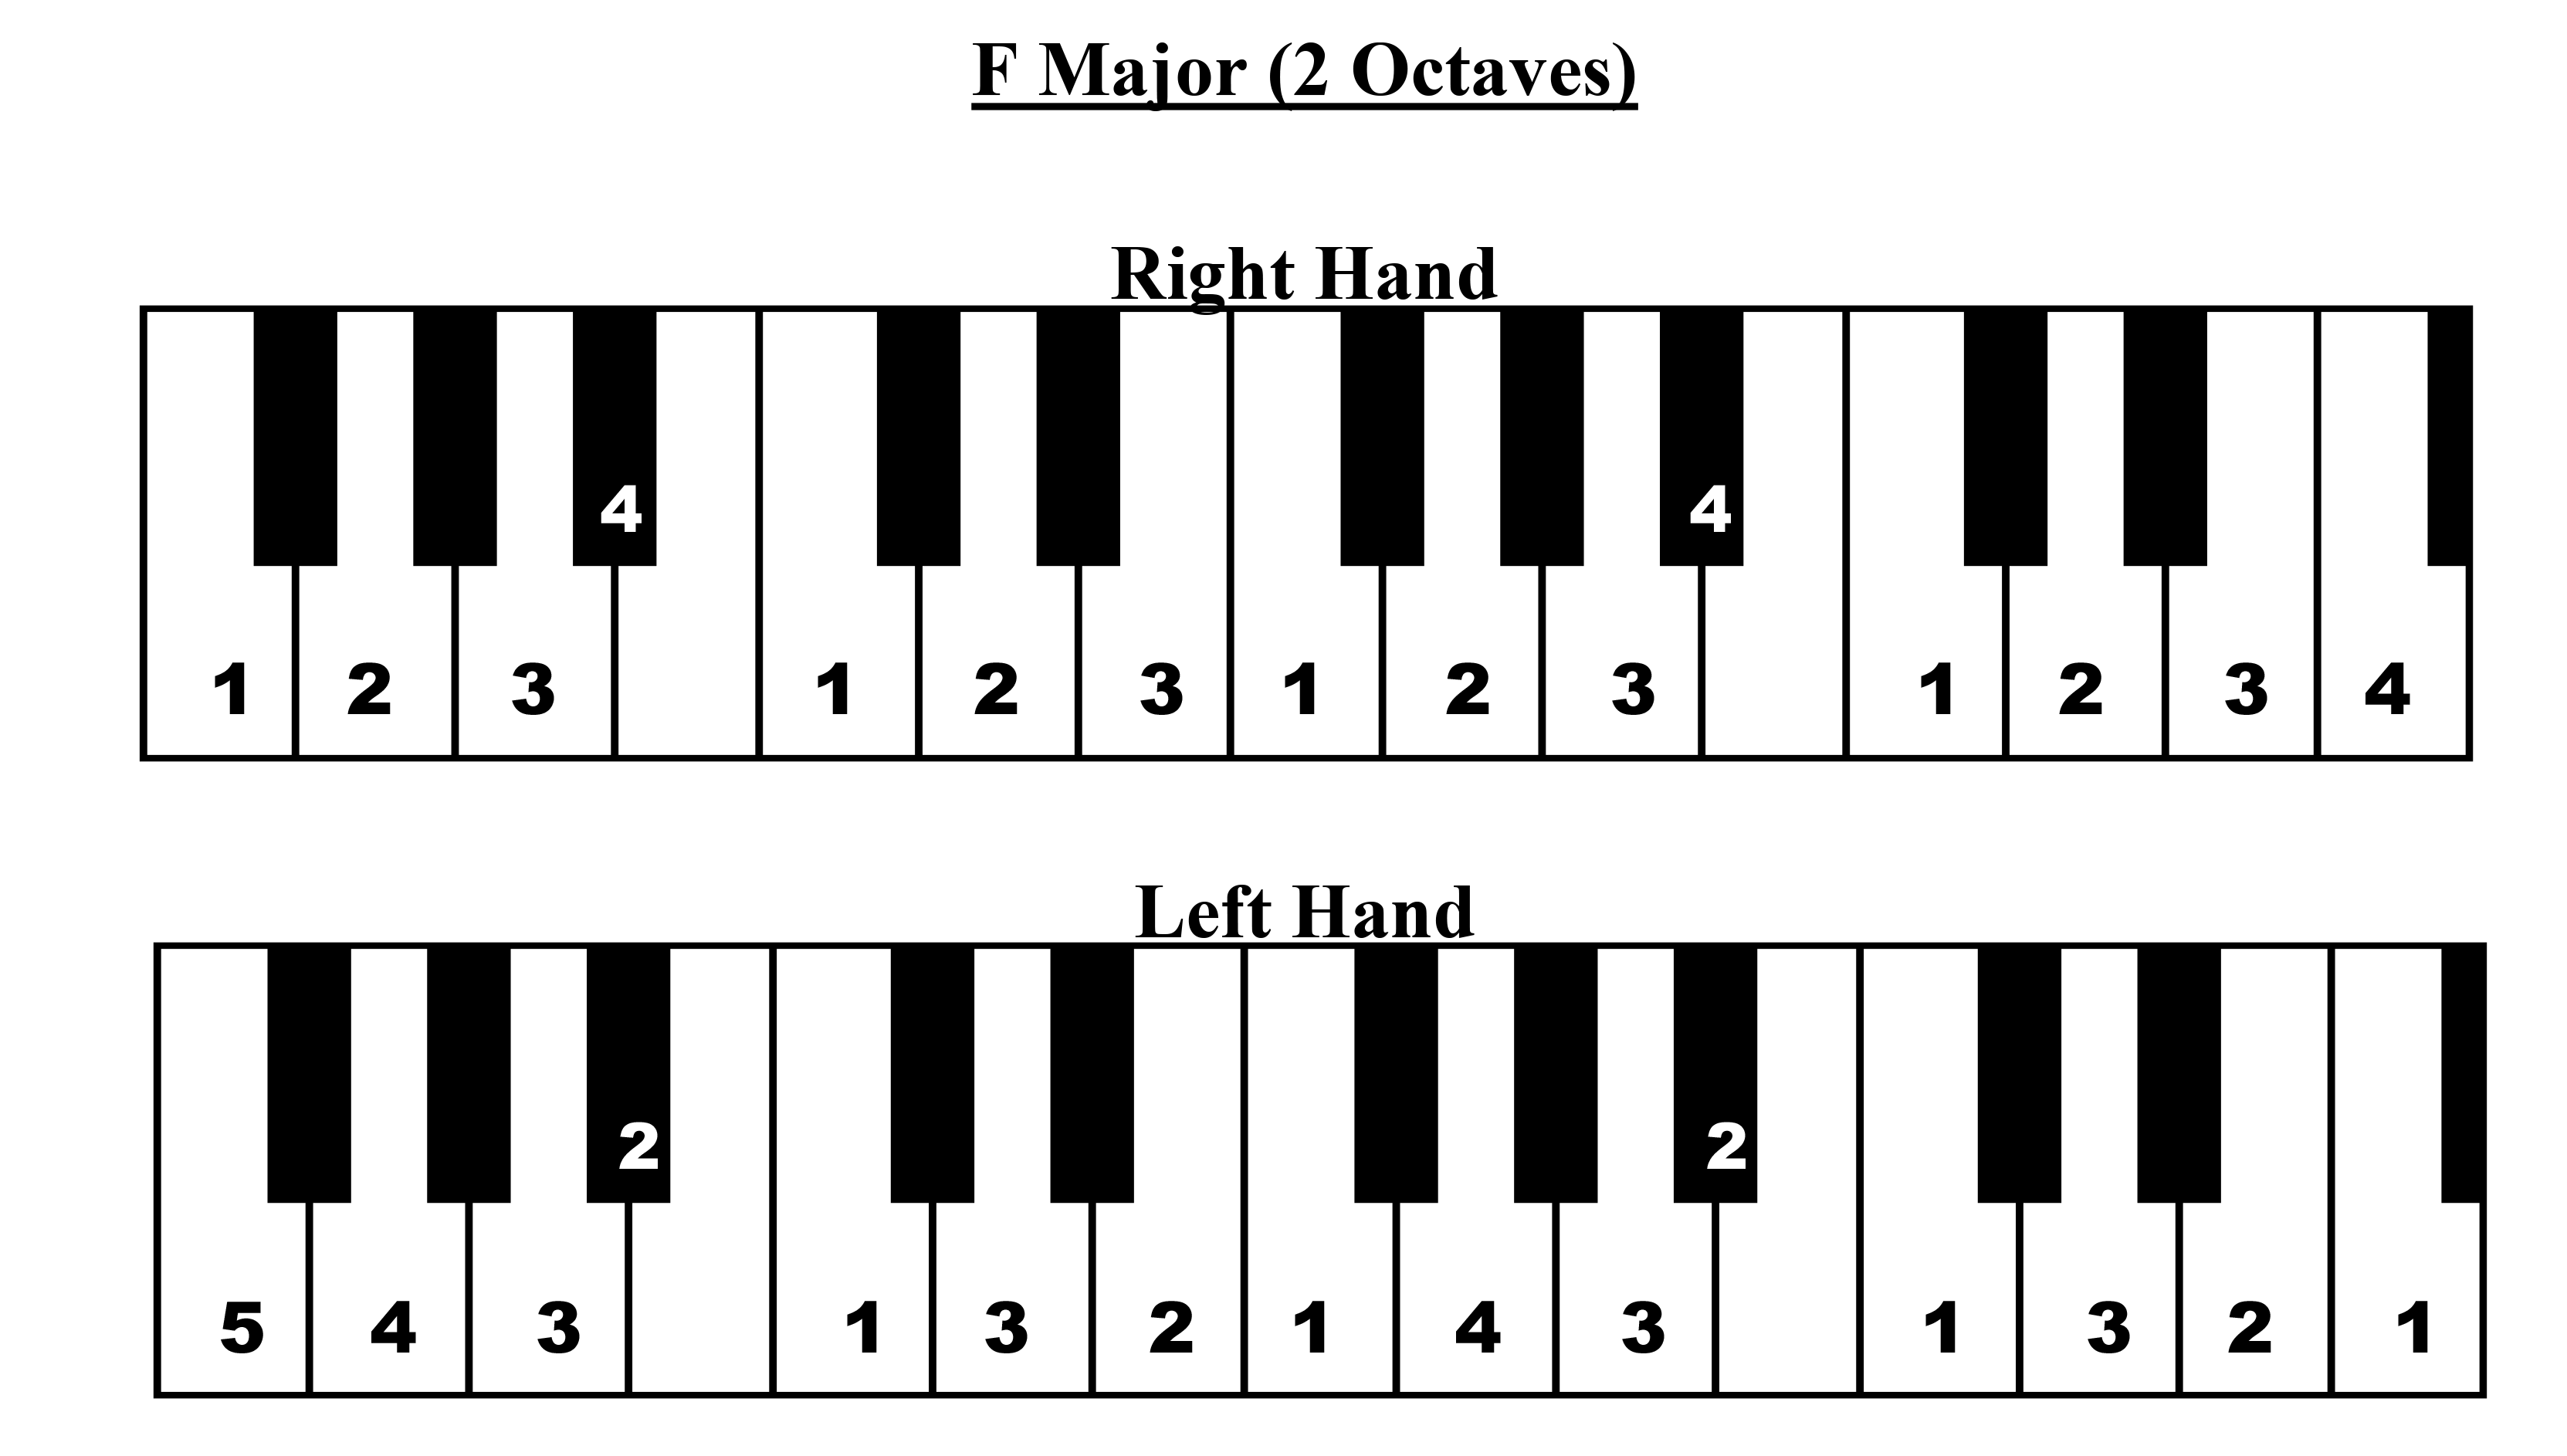 F Major (2 Octaves)
Right Hand
4 4
1 2 3 1 2 3 1 2 3 1 2 3 4
Left Hand
2 2
5 4 3 1 3 2 1 4 3 1 3 2 1